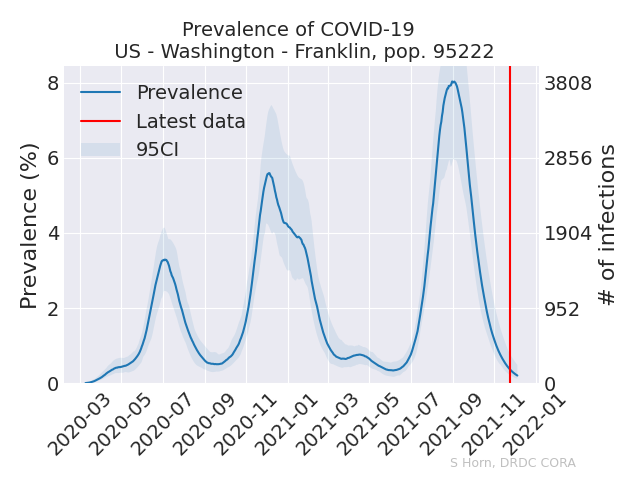 Prevalence of COVID-19
US - Washington - Franklin, pop. 95222
Prevalence
Latest data
95CI
Prevalence (%)
8
6
4
2
0
3808
2856
1904
952
0
# of infections
2020-03
2020-05
2020-07
2020-09
2020-11
2021-01
2021-03
2021-05
2021-07
2021-09
2021-11
2022-01
S Horn, DRDC CORA